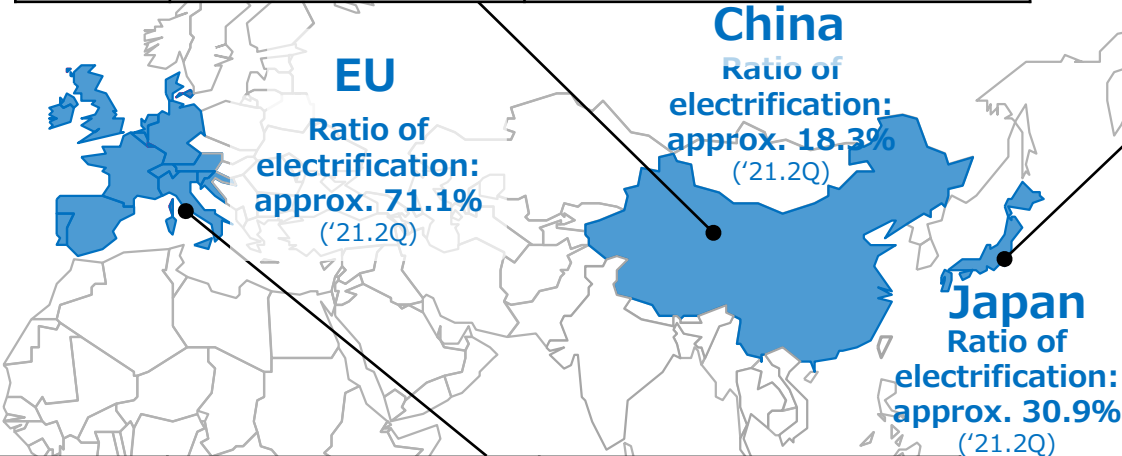 EU
Ratio of
electrification:
approx. 71.1%
(‘21.2Q)
China
Ratio of
electrification:
approx. 18.3%
(‘21.2Q)
Japan
Ratio of
electrification:
approx. 30.9%
(‘21.2Q)